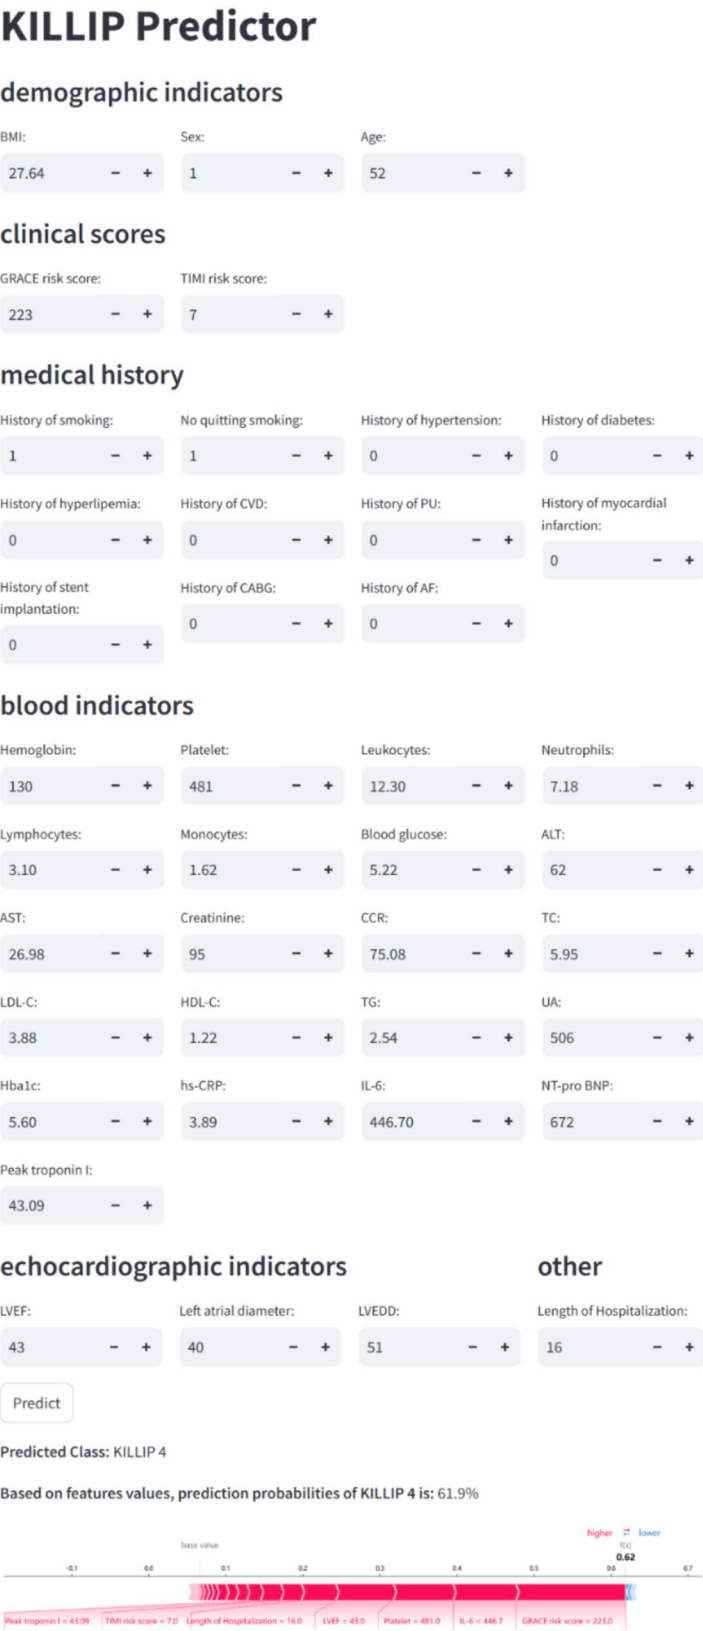 KILLIP Predictor
demographic indicators
BMI: Sex: Age:
27.64 − + 1 − + 52 − +
clinical scores
GRACE risk score: TIMI risk score:
223 − + 7 − +
medical history
History of smoking: No quitting smoking: History of hypertension: History of diabetes:
1 − + 1 − + 0 − + 0 − +
History of hyperlipemia: History of CVD: History of PU: History of myocardial
infarction:
0 − + 0 − + 0 − + 0 − +
History of stent
implantation: History of CABG: History of AF:
0 − + 0 − + 0 − +
blood indicators
Hemoglobin: Platelet: Leukocytes: Neutrophils:
130 − + 481 − + 12.30 − + 7.18 − +
Lymphocytes: Monocytes: Blood glucose: ALT:
3.10 − + 1.62 − + 5.22 − + 62 − +
AST: Creatinine: CCR: TC:
26.98 − + 95 − + 75.08 − + 5.95 − +
LDL-C: HDL-C: TG: UA:
3.88 − + 1.22 − + 2.54 − + 506 − +
Hba1c: hs-CRP: IL-6: NT-pro BNP:
5.60 − + 3.89 − + 446.70 − + 672 − +
Peak troponin I:
43.09 − +
echocardiographic indicators other
LVEF: Left atrial diameter: LVEDD: Length of Hospitalization:
43 − + 40 − + 51 − + 16 − +
Predict
Predicted Class: KILLIP 4
Based on features values, prediction probabilities of KILLIP 4 is: 61.9%
higher ⇄ lower
base value f(x)
0.62
-0.1 0.0 0.1 0.2 0.3 0.4 0.5 0.6 0.7
Peak troponin I = 43.09 TIMI risk score = 7.0 Length of Hospitalization = 16.0 LVEF = 43.0 Platelet = 481.0 IL-6 = 446.7 GRACE risk score = 223.0